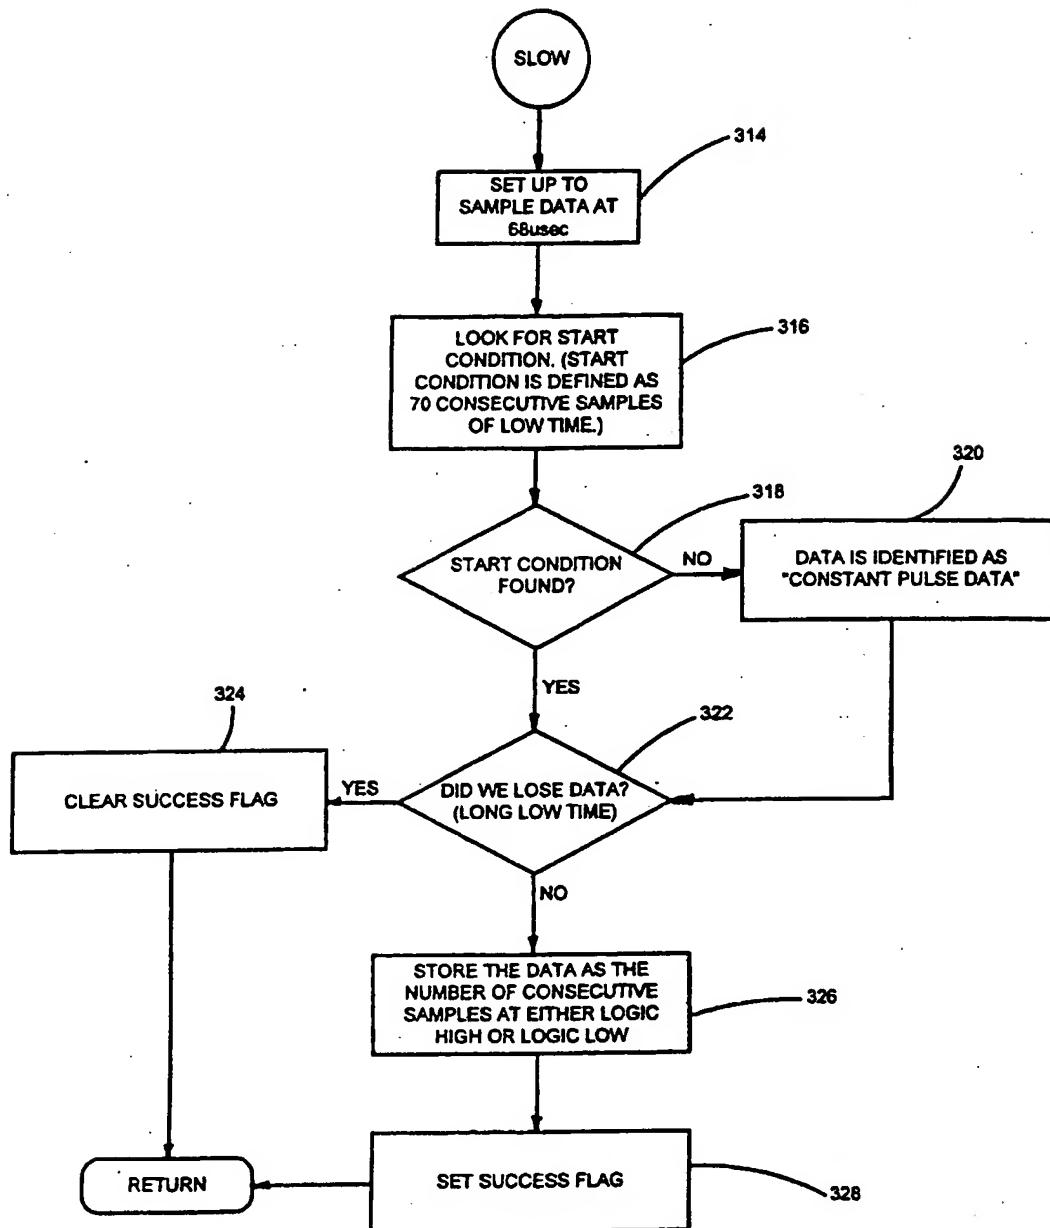 SLOW
314
SET UP TO
SAMPLE DATA AT
68usec
316
LOOK FOR START
CONDITION. (START
CONDITION IS DEFINED AS
70 CONSECUTIVE SAMPLES
OF LOW TIME.)
318
320
START CONDITION
FOUND?
NO
DATA IS IDENTIFIED AS
"CONSTANT PULSE DATA"
YES
324
322
CLEAR SUCCESS FLAG
YES
DID WE LOSE DATA?
(LONG LOW TIME)
NO
STORE THE DATA AS THE
NUMBER OF CONSECUTIVE
SAMPLES AT EITHER LOGIC
HIGH OR LOGIC LOW
326
RETURN
SET SUCCESS FLAG
328